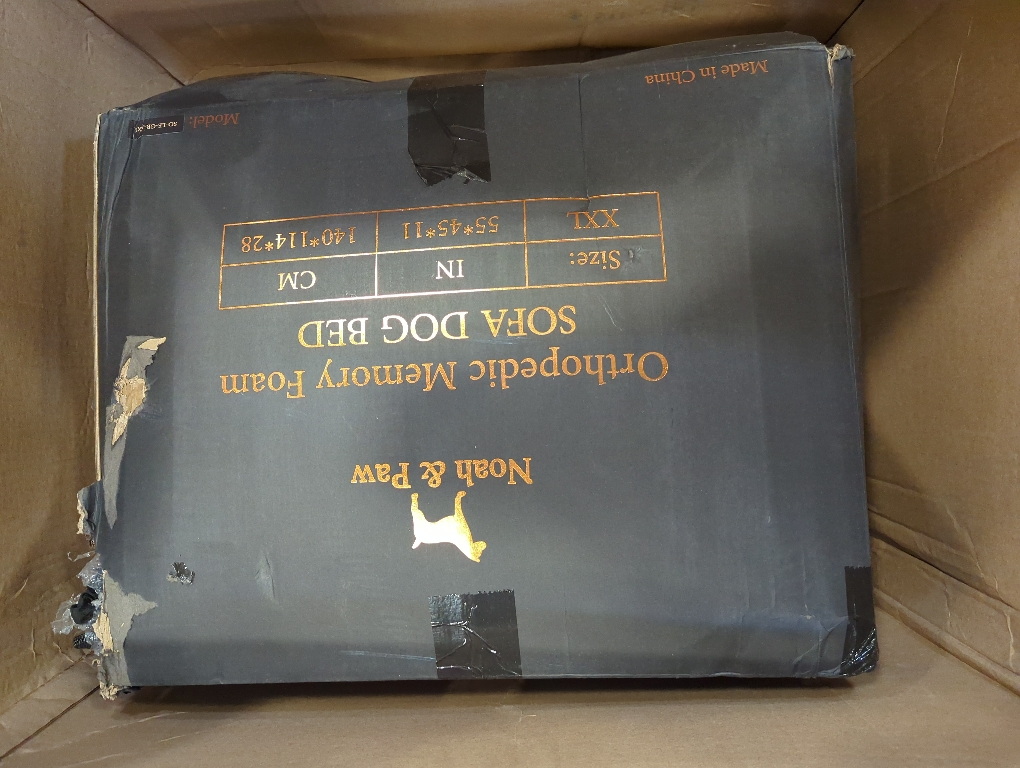 Noah & Paw
Orthopedic Memory Foam
SOFA DOG BED
Size: IN CM
XXL 55*45*11 140*114*28
Made in China Model: